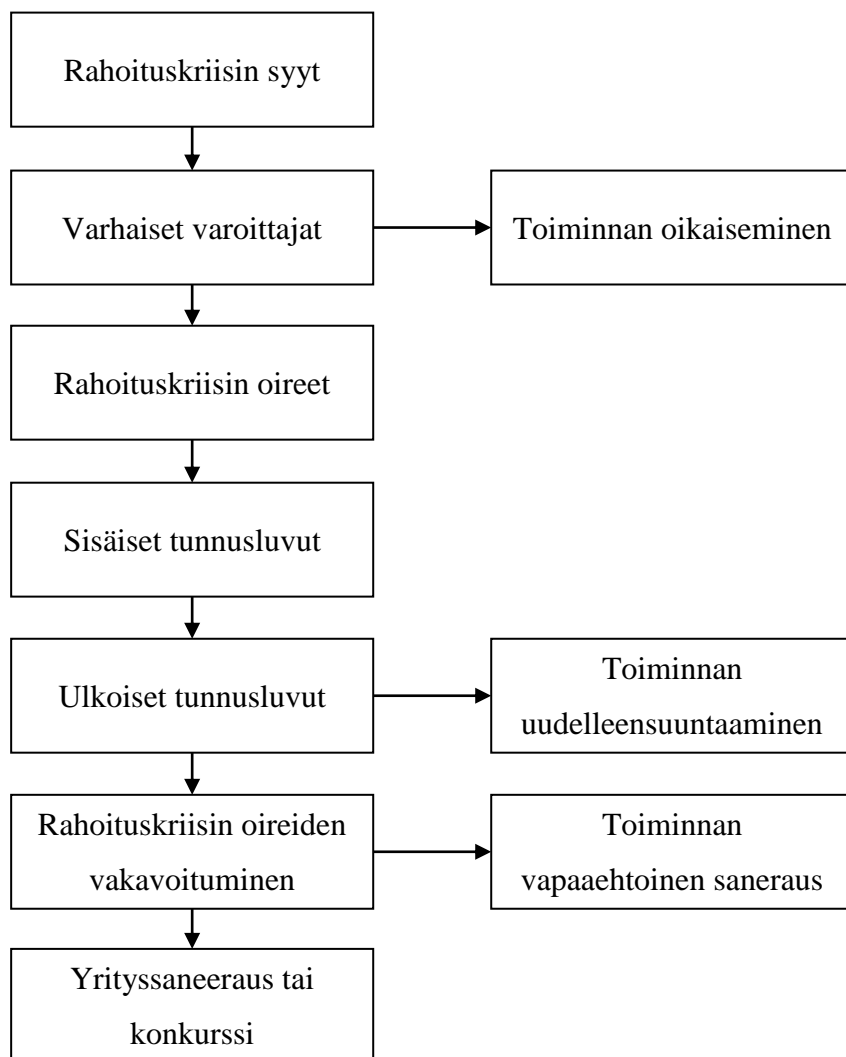 Rahoituskriisin syyt
Varhaiset varoittajat
Toiminnan oikaiseminen
Rahoituskriisin oireet
Sisäiset tunnusluvut
Ulkoiset tunnusluvut
Toiminnan
uudelleensuuntaaminen
Rahoituskriisin oireiden
vakavoituminen
Toiminnan
vapaaehtoinen saneraus
Yrityssaneeraus tai
konkurssi